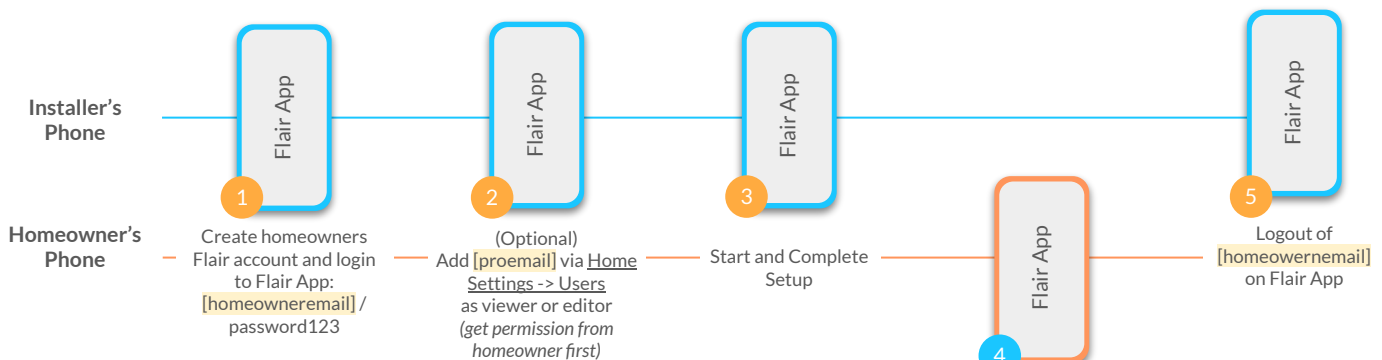 Installer's
Phone
Flair App
1
Create homeowners
Flair account and login
to Flair App:
[homeowneremail] /
password123
Flair App
2
(Optional)
Add [proemail] via Home
Settings -> Users
as viewer or editor
(get permission from
homeowner first)
Flair App
3
Start and Complete
Setup
Homeowner's
Phone
Flair App
4
Flair App
5
Logout of
[homeowernemail]
on Flair App